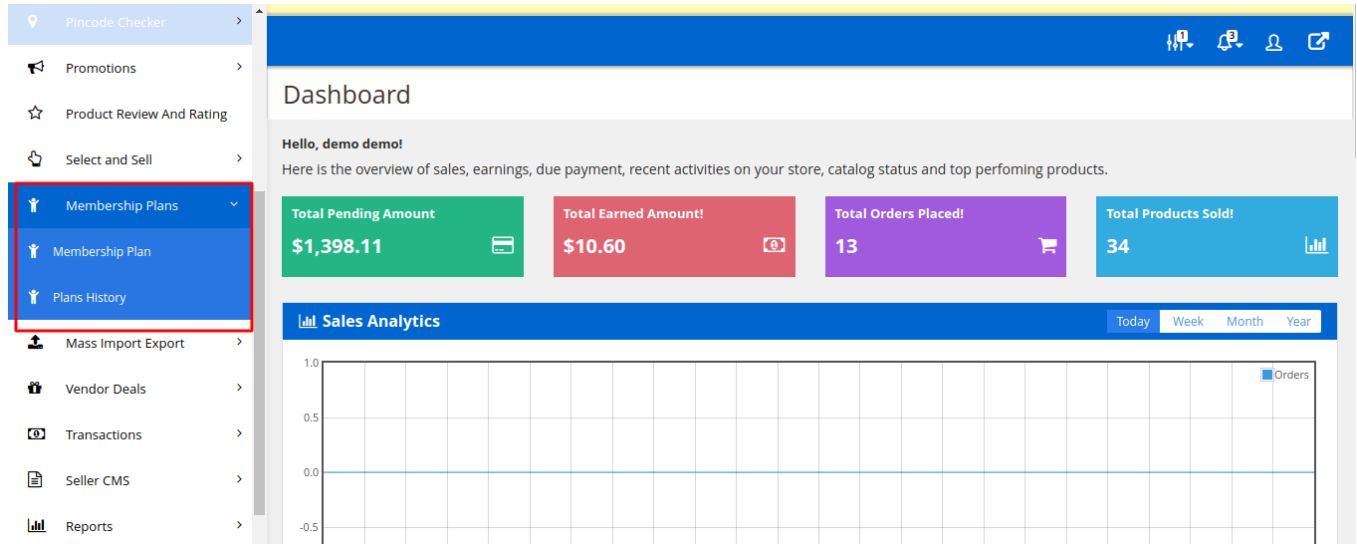 Pincode Checker
Promotions
Product Review And Rating
Select and Sell
Membership Plans
Membership Plan
Plans History
Mass Import Export
Vendor Deals
Transactions
Seller CMS
Reports
1
3
Dashboard
Hello, demo demo!
Here is the overview of sales, earnings, due payment, recent activities on your store, catalog status and top perfoming products.
Total Pending Amount
$1,398.11
Total Earned Amount!
$10.60
Total Orders Placed!
13
Total Products Sold!
34
Sales Analytics
Today Week Month Year
1.0
Orders
0.5
0.0
-0.5